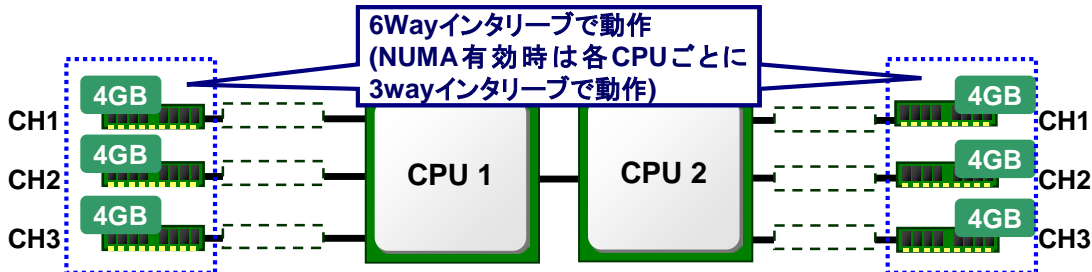 6Wayインタリーブで動作
(NUMA有効時は各CPUごとに
3wayインタリーブで動作)
4GB
4GB
CH1
CH1
4GB
4GB
CH2
CPU 1
CPU 2
CH2
4GB
4GB
CH3
CH3